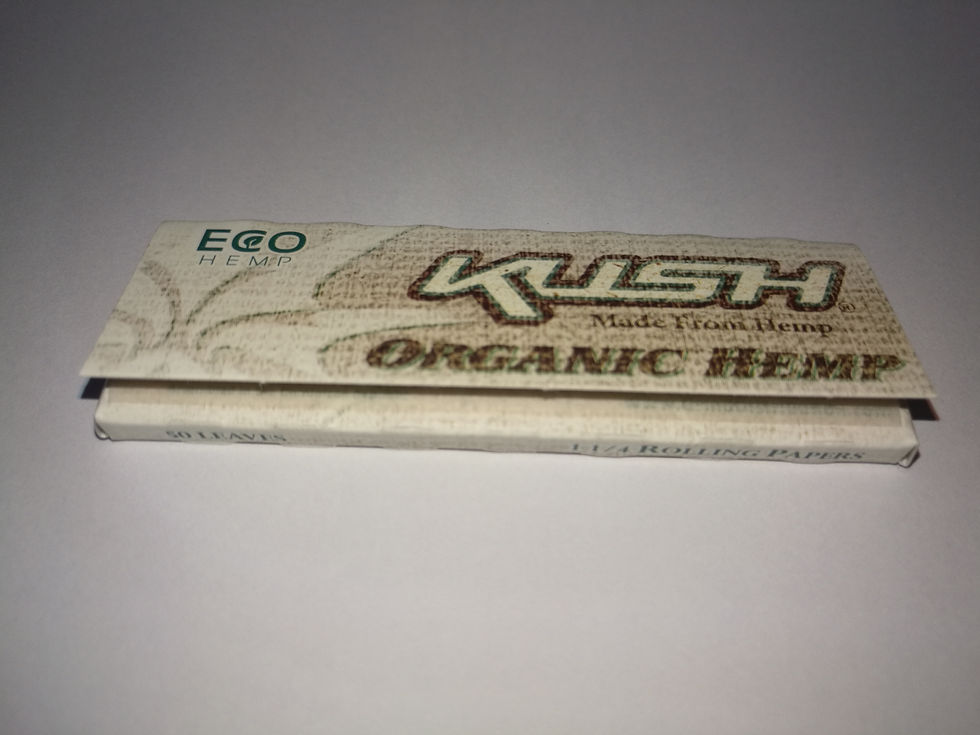 ECO
HEMP
KUSH®
Made From Hemp
ORGANIC HEMP
50 LEAVES
1 1/4 ROLLING PAPERS